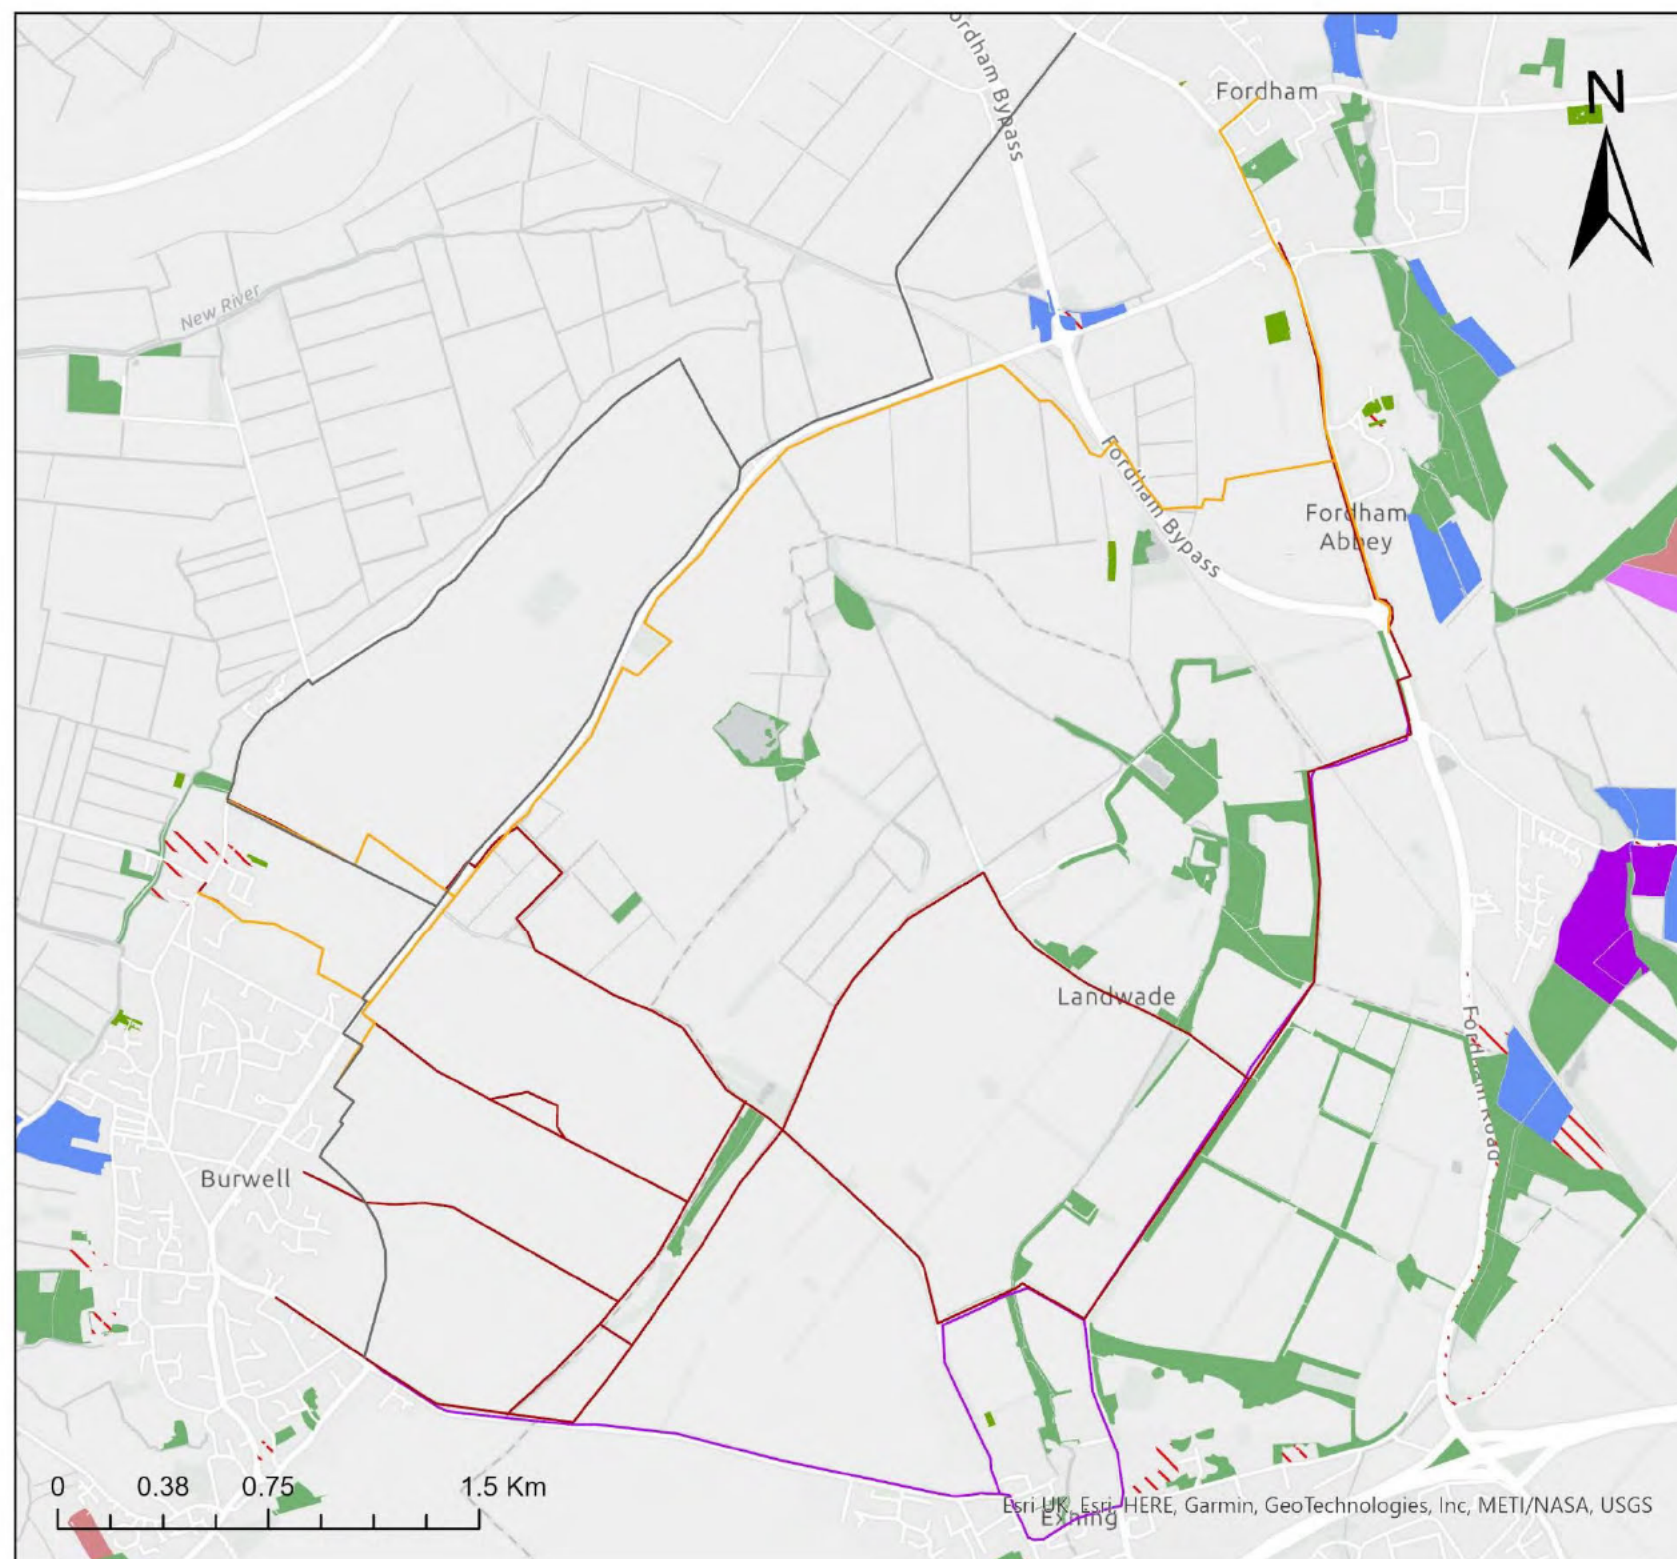 Fordham Bypass
Fordham
N
New River
Fordham Bypass
Fordham
Abbey
Landwade
Fordham Road
Burwell
0 0.38 0.75 1.5 Km
Esri UK, Esri, HERE, Garmin, GeoTechnologies, Inc, METI/NASA, USGS
Exning